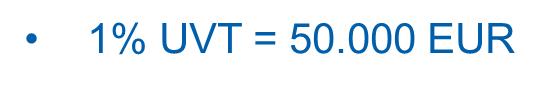 • 1% UVT = 50.000 EUR